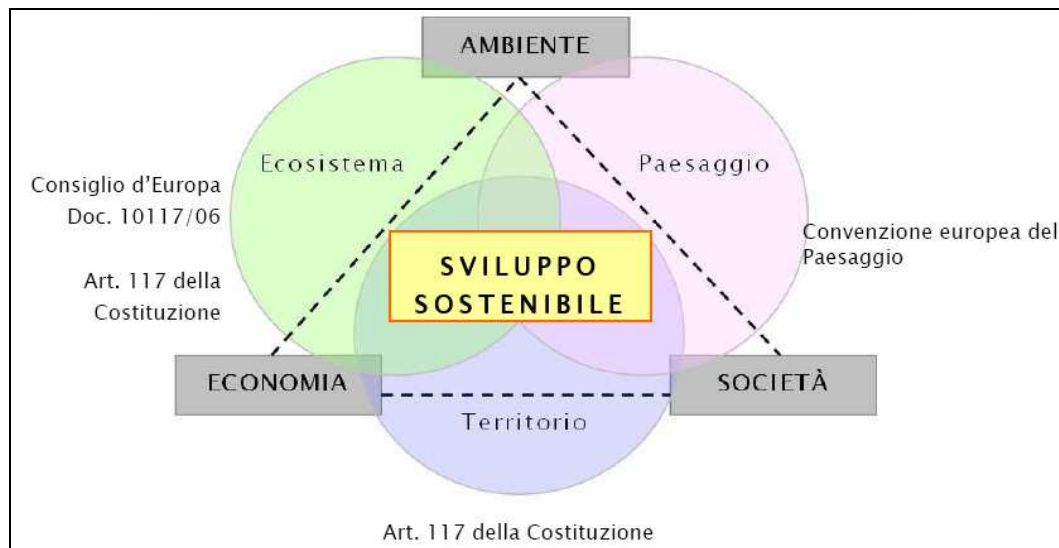 AMBIENTE
Ecosistema
Paesaggio
Consiglio d'Europa
Doc. 10117/06
Convenzione europea del
Paesaggio
SVILUPPO
SOSTENIBILE
Art. 117 della
Costituzione
ECONOMIA
SOCIETÀ
Territorio
Art. 117 della Costituzione